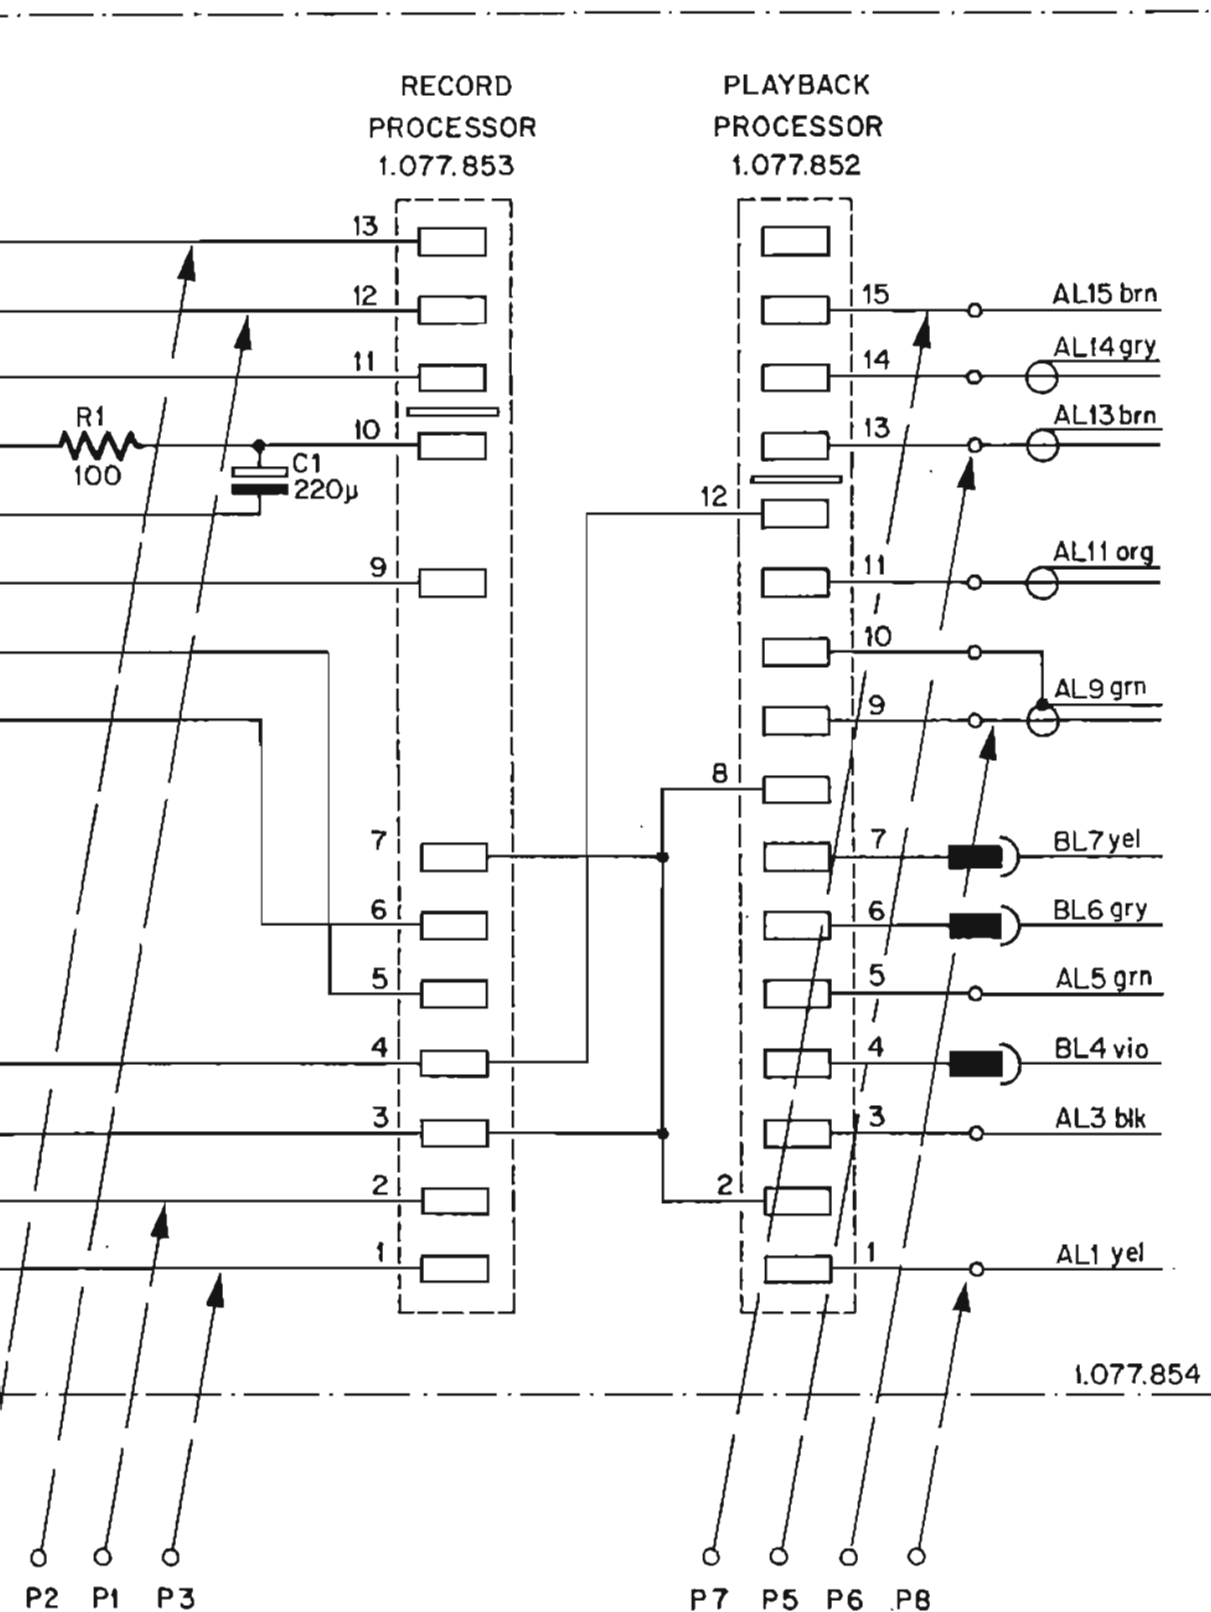 RECORD
PROCESSOR
1.077.853
PLAYBACK
PROCESSOR
1.077.852
13
12
11
R1
100
10
C1
220µ
9
7
6
5
4
3
2
1
15
AL15 brn
14
AL14 gry
13
AL13 brn
12
11
AL11 org
10
9
AL9 grn
8
7
BL7 yel
6
BL6 gry
5
AL5 grn
4
BL4 vio
3
AL3 blk
2
1
AL1 yel
1.077.854
P2
P1
P3
P7
P5
P6
P8